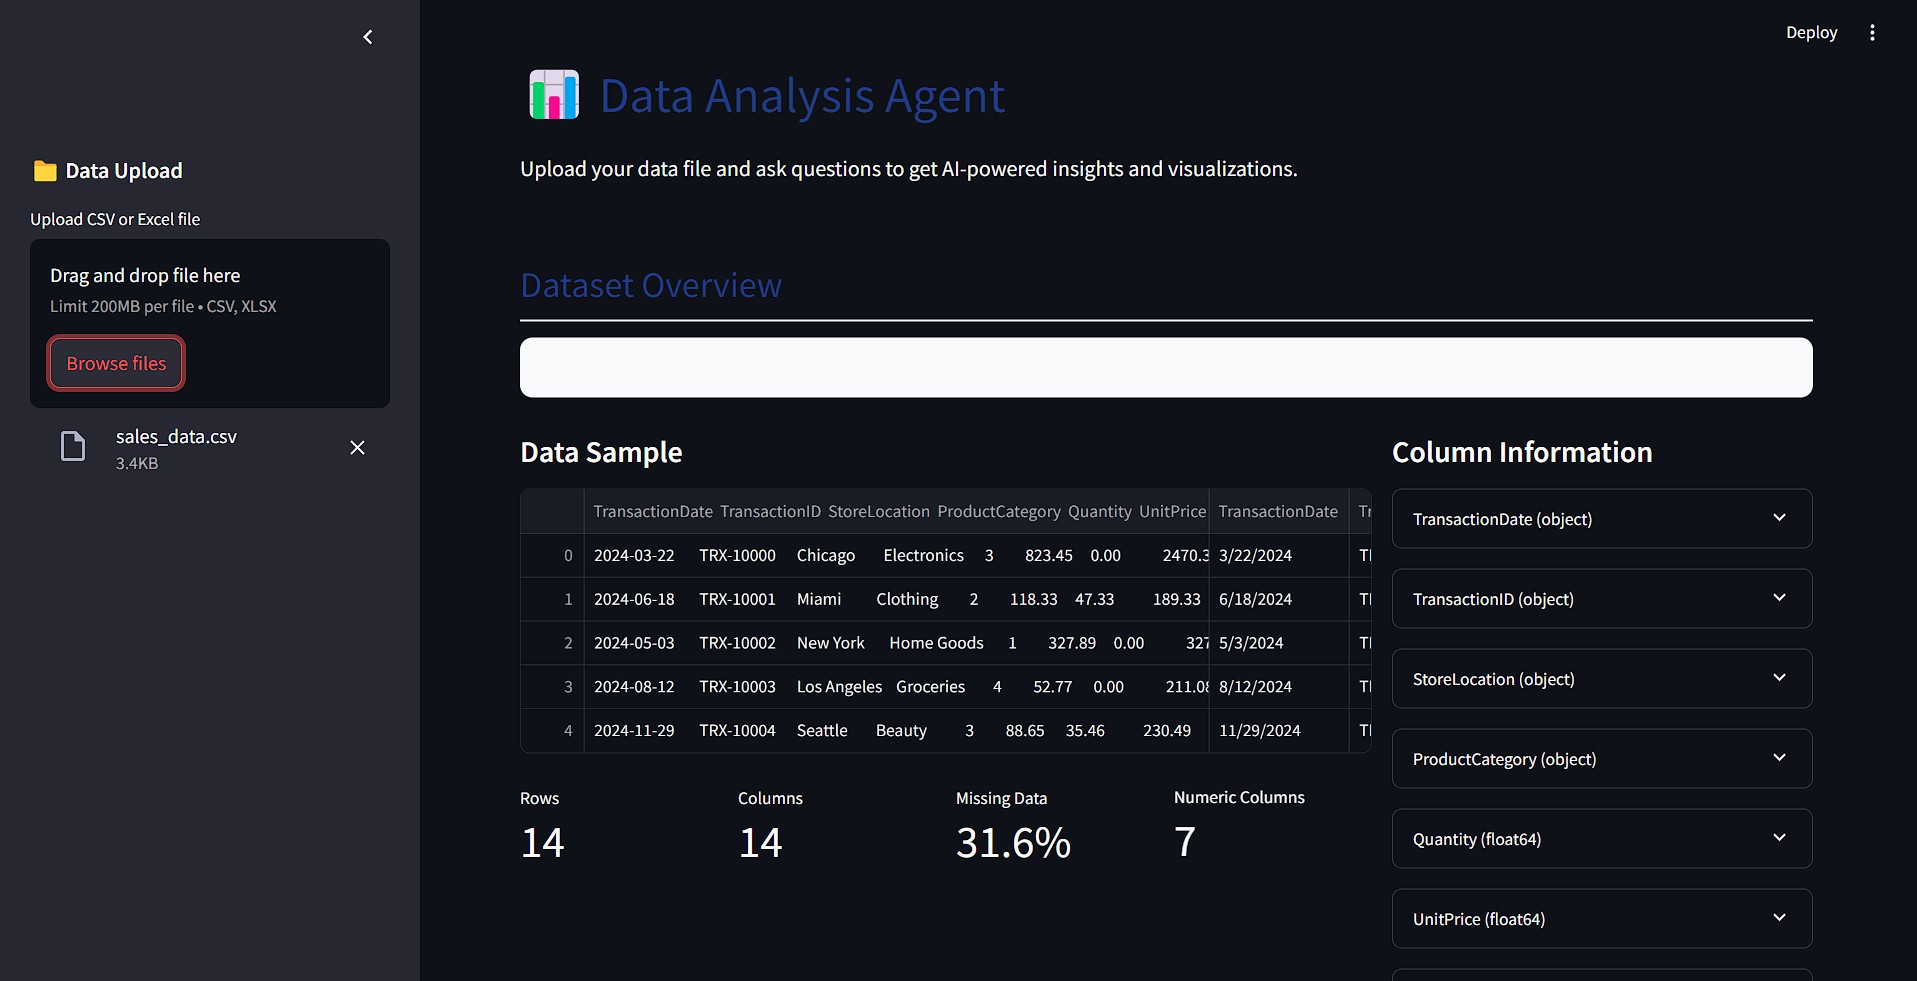 Deploy
Data Analysis Agent
Upload your data file and ask questions to get AI-powered insights and visualizations.
Data Upload
Upload CSV or Excel file
Drag and drop file here
Limit 200MB per file • CSV, XLSX
Browse files
sales_data.csv
3.4KB
Dataset Overview
Data Sample
TransactionDate TransactionID StoreLocation ProductCategory Quantity UnitPrice TransactionDate Tr
0 2024-03-22 TRX-10000 Chicago Electronics 3 823.45 0.00 2470.3 3/22/2024 T
1 2024-06-18 TRX-10001 Miami Clothing 2 118.33 47.33 189.33 6/18/2024 T
2 2024-05-03 TRX-10002 New York Home Goods 1 327.89 0.00 327 5/3/2024 T
3 2024-08-12 TRX-10003 Los Angeles Groceries 4 52.77 0.00 211.08 8/12/2024 T
4 2024-11-29 TRX-10004 Seattle Beauty 3 88.65 35.46 230.49 11/29/2024 T
Rows Columns Missing Data Numeric Columns
14 14 31.6% 7
Column Information
TransactionDate (object)
TransactionID (object)
StoreLocation (object)
ProductCategory (object)
Quantity (float64)
UnitPrice (float64)